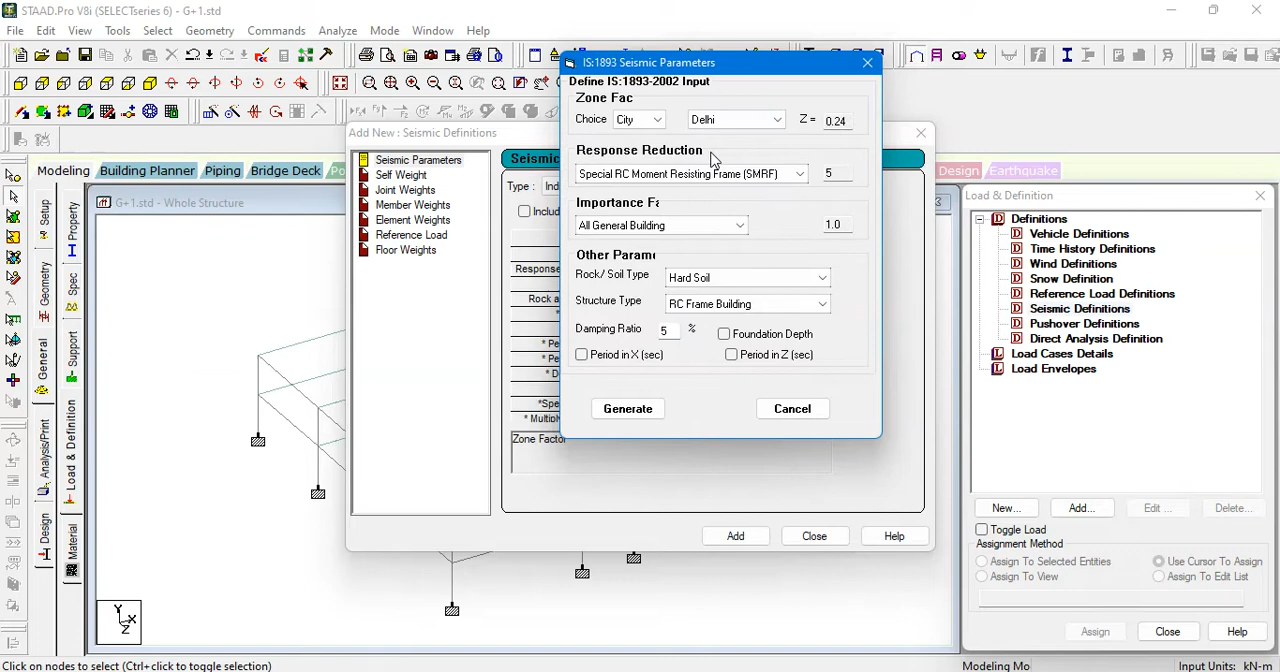 STAAD.Pro V8i (SELECTseries 6) - G+1.std
File Edit View Tools Select Geometry Commands Analyze Mode Window Help
IS:1893 Seismic Parameters
Define IS:1893-2002 Input
Zone Fac
Choice City Delhi Z = 0.24
Response Reduction
Special RC Moment Resisting Frame (SMRF) 5
Importance Fa
All General Building 1.0
Other Parame
Rock/ Soil Type Hard Soil
Structure Type RC Frame Building
Damping Ratio 5 % Foundation Depth
Period in X (sec) Period in Z (sec)
Generate Cancel
Add New : Seismic Definitions
Seismic Parameters
Self Weight
Joint Weights
Member Weights
Element Weights
Reference Load
Floor Weights
Seismic
Type : Ind
Includ
Response
Rock a
* Pe
* Pe
* D
*Spe
* Multipl
Zone Factor
Add Close Help
Modeling Building Planner Piping Bridge Deck Design Earthquake
G+1.std - Whole Structure
Setup
Geometry
General
Analysis/Print
Design
Property
Spec
Support
Load & Definition
Material
Load & Definition
Definitions
Vehicle Definitions
Time History Definitions
Wind Definitions
Snow Definition
Reference Load Definitions
Seismic Definitions
Pushover Definitions
Direct Analysis Definition
Load Cases Details
Load Envelopes
New... Add... Edit ... Delete...
Toggle Load
Assignment Method
Assign To Selected Entities Use Cursor To Assign
Assign To View Assign To Edit List
Assign Close Help
Y
X
Z
Click on nodes to select (Ctrl+click to toggle selection) Modeling Mo Input Units: kN-m